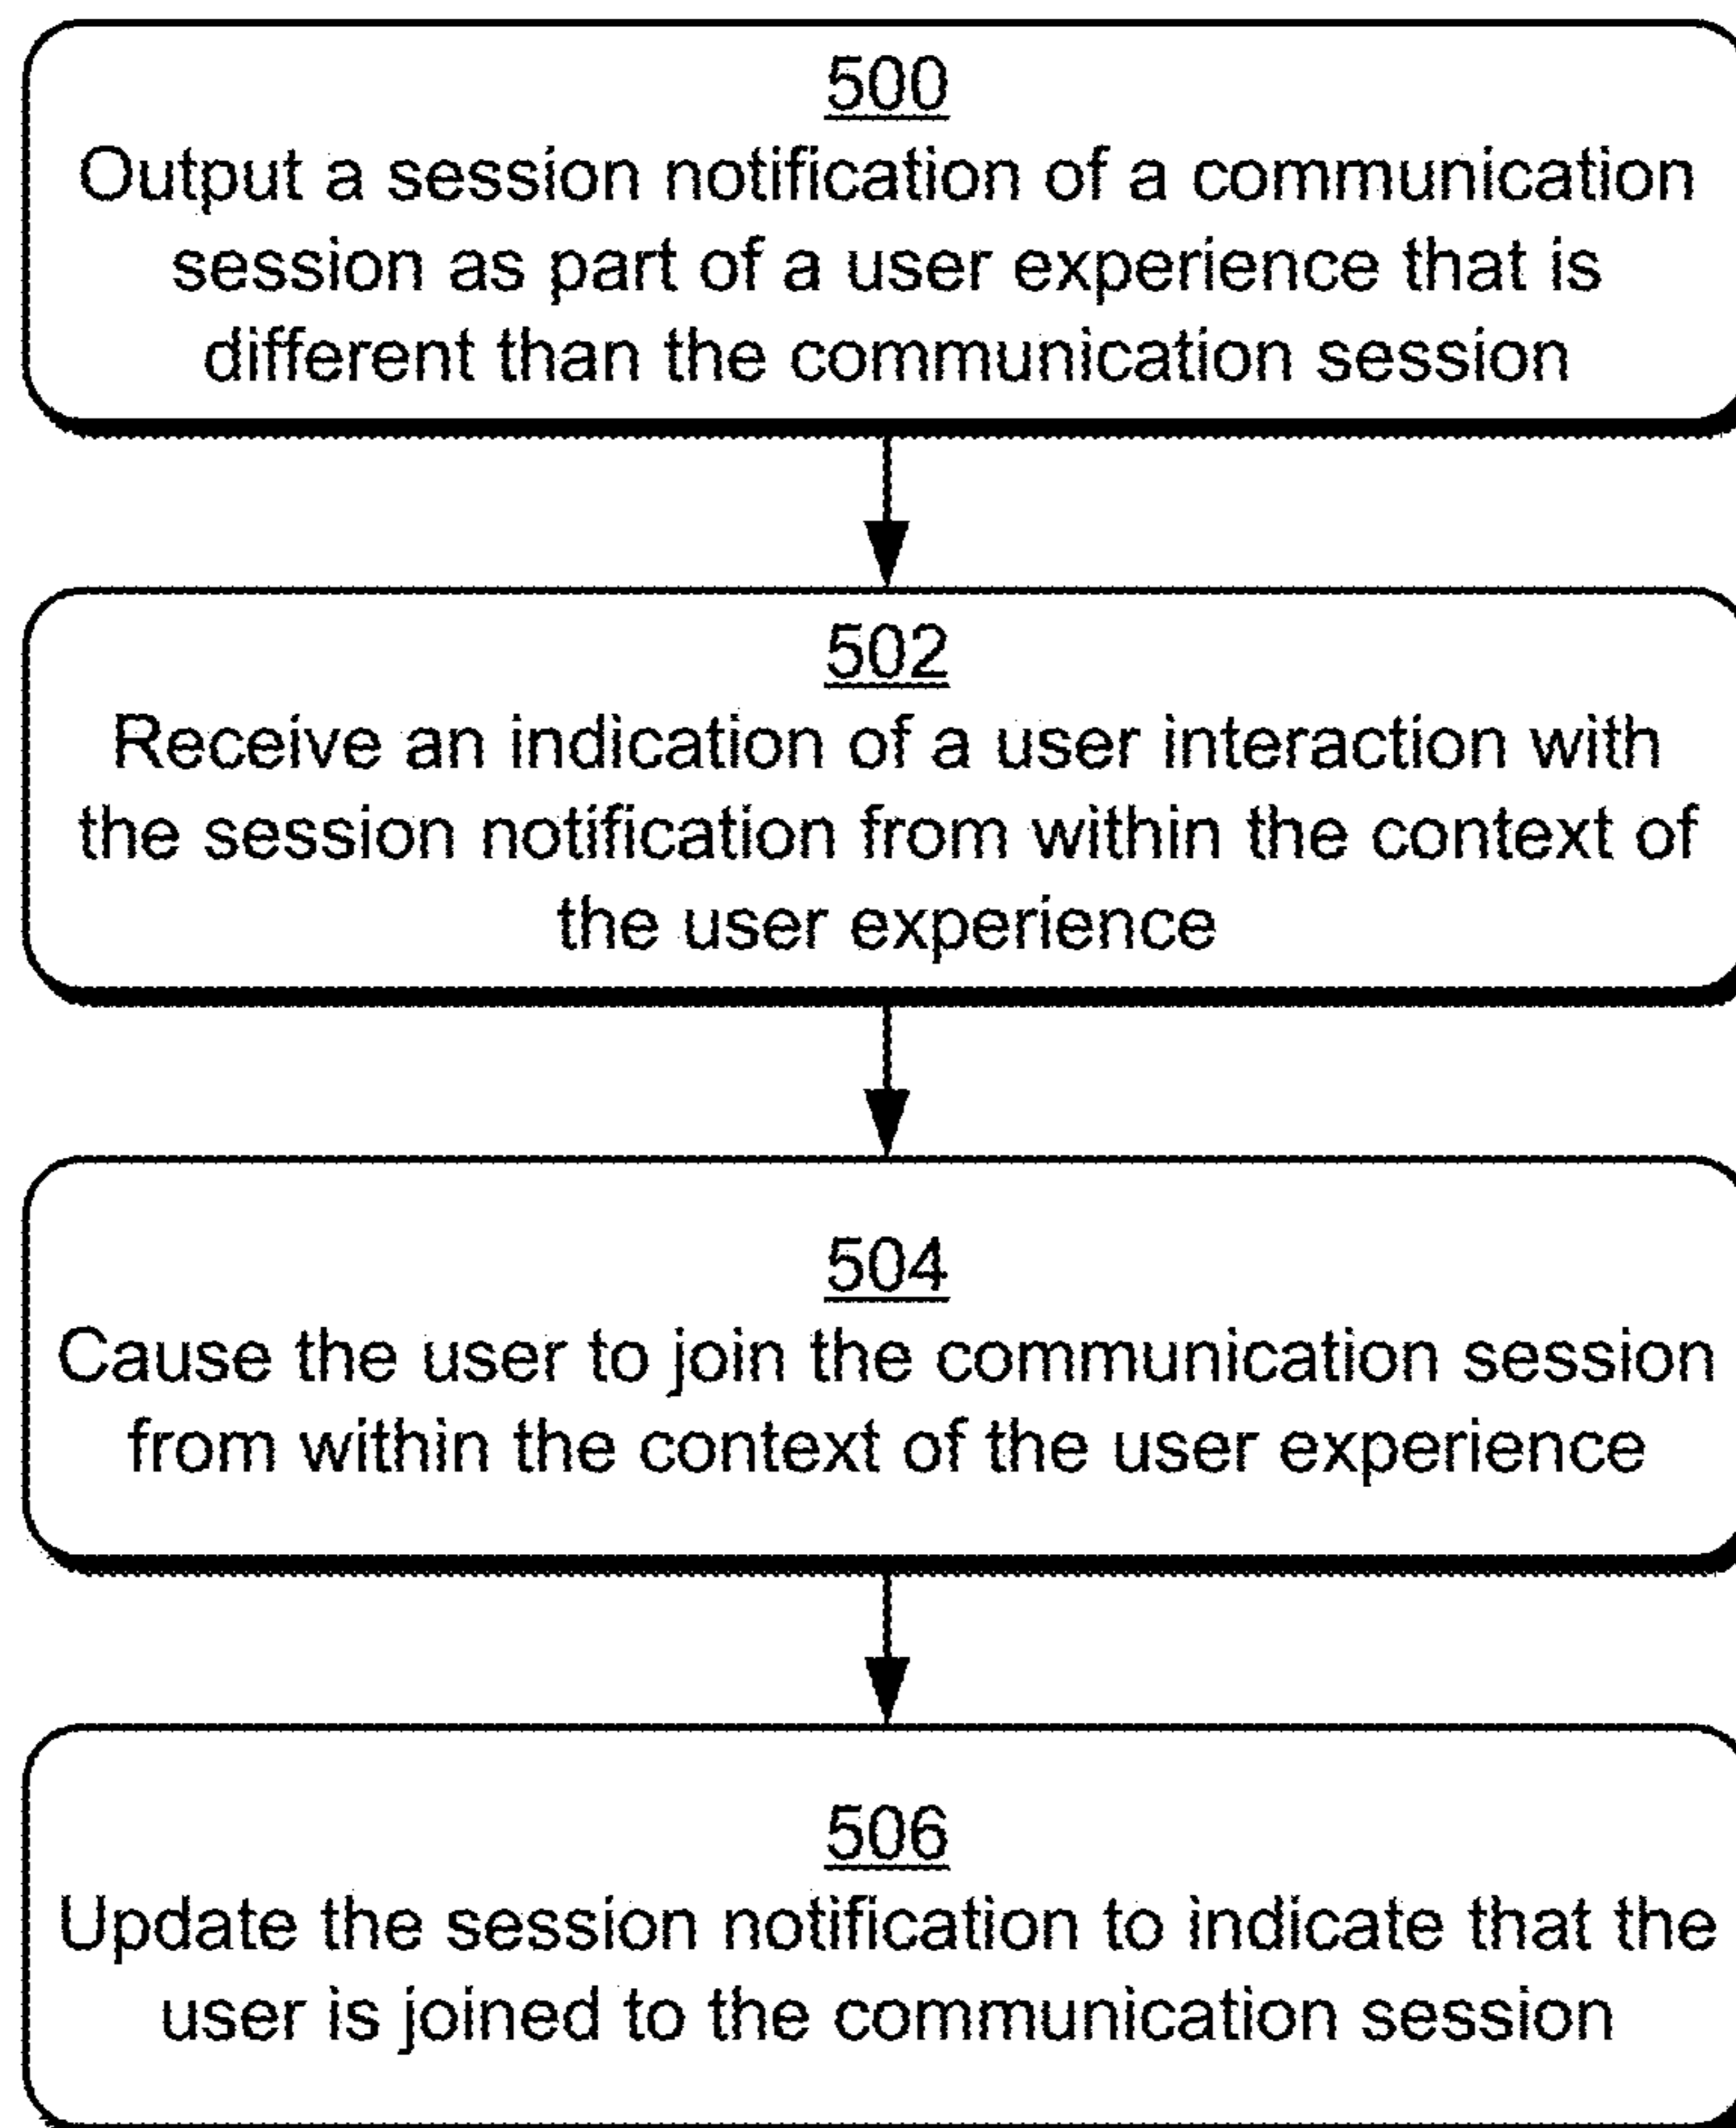 500
Output a session notification of a communication
session as part of a user experience that is
different than the communication session
502
Receive an indication of a user interaction with
the session notification from within the context of
the user experience
504
Cause the user to join the communication session
from within the context of the user experience
506
Update the session notification to indicate that the
user is joined to the communication session